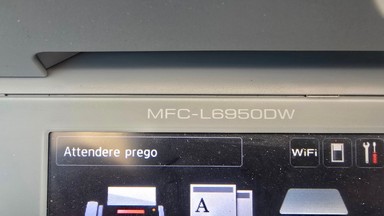 MFC-L6950DW
Attendere prego
WiFi
A